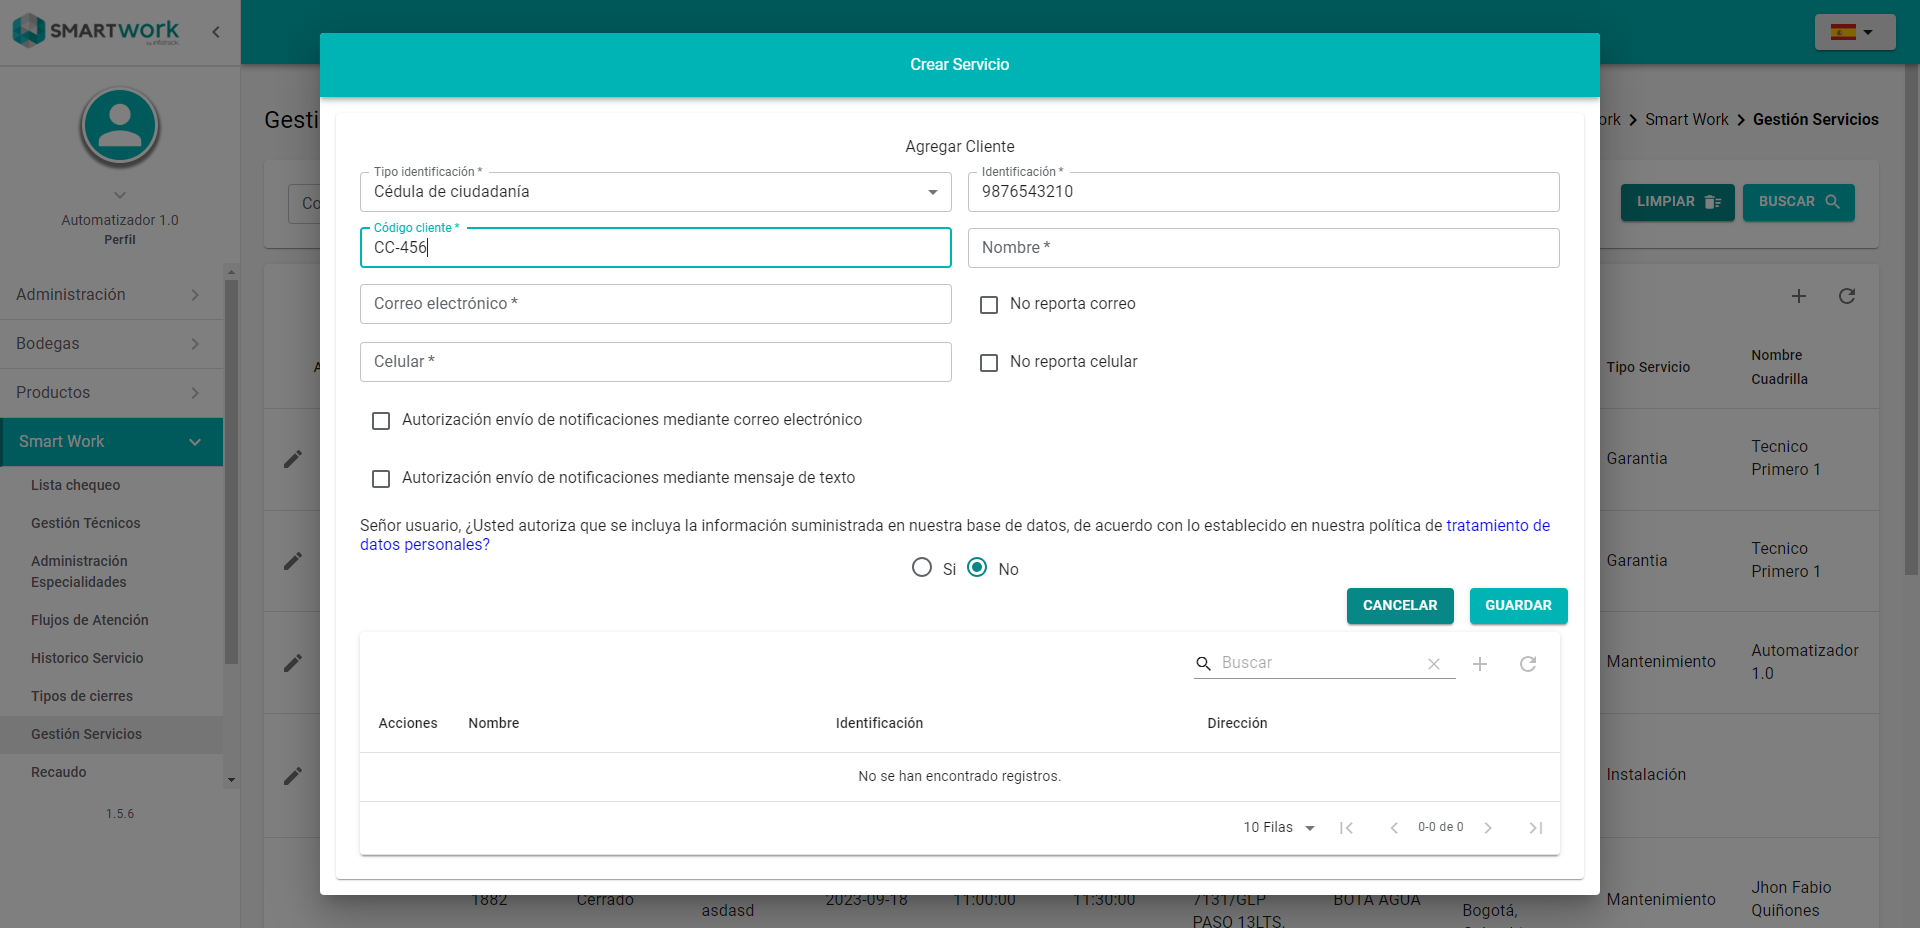 SMARTWORK
by infotrack
Automatizador 1.0
Perfil
Administración
Bodegas
Productos
Smart Work
Lista chequeo
Gestión Técnicos
Administración
Especialidades
Flujos de Atención
Historico Servicio
Tipos de cierres
Gestión Servicios
Recaudo
1.5.6
Gesti
ork > Smart Work > Gestión Servicios
Co
LIMPIAR
BUSCAR
A
Tipo Servicio
Nombre
Cuadrilla
Garantia
Tecnico
Primero 1
Garantia
Tecnico
Primero 1
Mantenimiento
Automatizador
1.0
Instalación
Crear Servicio
Agregar Cliente
Tipo identificación *
Cédula de ciudadanía
Identificación *
9876543210
Código cliente *
CC-456
Nombre *
Correo electrónico *
No reporta correo
Celular *
No reporta celular
Autorización envío de notificaciones mediante correo electrónico
Autorización envío de notificaciones mediante mensaje de texto
Señor usuario, ¿Usted autoriza que se incluya la información suministrada en nuestra base de datos, de acuerdo con lo establecido en nuestra política de tratamiento de
datos personales?
Si
No
CANCELAR
GUARDAR
Buscar
Acciones
Nombre
Identificación
Dirección
No se han encontrado registros.
10 Filas
0-0 de 0
1882
Cerrado
asdasd
2023-09-18
11:00:00
11:30:00
7131/GLP
PASO 13LTS.
BOTA AGUA
Bogotá,
Mantenimiento
Jhon Fabio
Quiñones